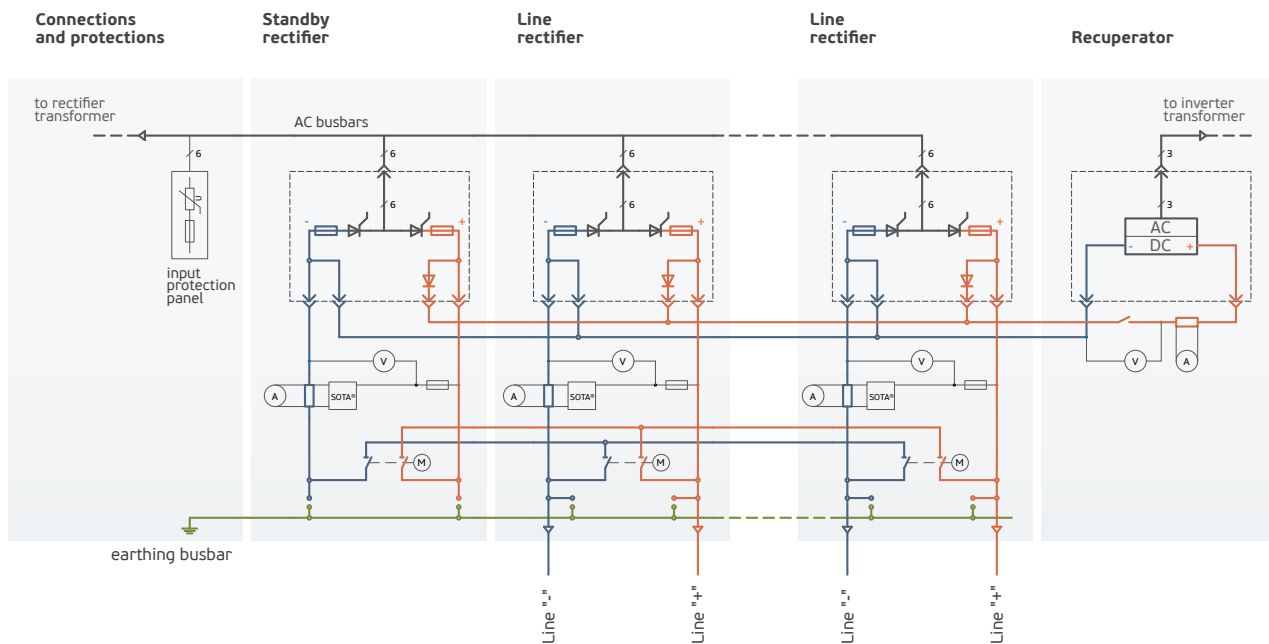 Connections
and protections
Standby
rectifier
Line
rectifier
Line
rectifier
Recuperator
to rectifier
transformer
AC busbars
to inverter
transformer
6
6
6
6
3
6
6
6
3
U
- +
- +
- +
AC
- DC +
input
protection
panel
V
V
V
V
A
A
SOTA®
A
SOTA®
A
SOTA®
M
M
M
earthing busbar
Line "-"
Line "+"
Line "-"
Line "+"